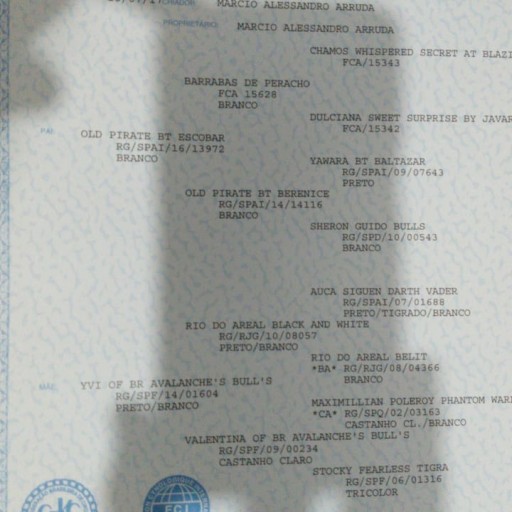 CRIADOR MARCIO ALESSANDRO ARRUDA
PROPRIETÁRIO MARCIO ALESSANDRO ARRUDA
CHAMOS WHISPERED SECRET AT BLAZI
FCA/15343
BARRABAS DE PERACHO
FCA 15628
BRANCO
DULCIANA SWEET SURPRISE BY JAVAR
FCA/15342
PAI
OLD PIRATE BT ESCOBAR
RG/SPAI/16/13972
BRANCO
YAWARA BT BALTAZAR
RG/SPAI/09/07643
PRETO
OLD PIRATE BT BERENICE
RG/SPAI/14/14116
BRANCO
SHERON GUIDO BULLS
RG/SPD/10/00543
BRANCO
AUCA SIGUEN DARTH VADER
RG/SPAI/07/01688
PRETO/TIGRADO/BRANCO
RIO DO AREAL BLACK AND WHITE
RG/RJG/10/08057
PRETO/BRANCO
RIO DO AREAL BELIT
*BA* RG/RJG/08/04366
BRANCO
MÃE
YVI OF BR AVALANCHE'S BULL'S
RG/SPF/14/01604
PRETO/BRANCO
MAXIMILLIAN POLEROY PHANTOM WAR
*CA* RG/SPQ/02/03163
CASTANHO CL./BRANCO
VALENTINA OF BR AVALANCHE'S BULL'S
RG/SPF/09/00234
CASTANHO CLARO
STOCKY FEARLESS TIGRA
RG/SPF/06/01316
TRICOLOR
FCI